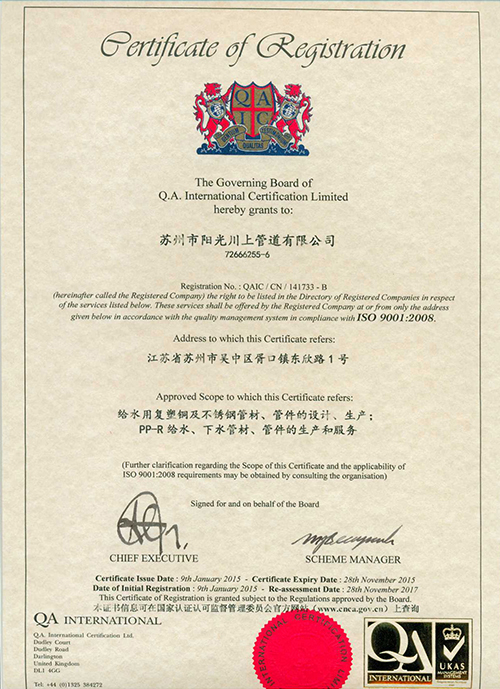 Certificate of Registration
QA
IC
QUALITAS
The Governing Board of
Q.A. International Certification Limited
hereby grants to:
苏州市阳光川上管道有限公司
72666255-6
Registration No. : QAIC / CN / 141733 - B
(hereinafter called the Registered Company) the right to be listed in the Directory of Registered Companies in respect
of the services listed below. These services shall be offered by the Registered Company at or from only the address
given below in accordance with the quality management system in compliance with ISO 9001:2008.
Address to which this Certificate refers:
江苏省苏州市吴中区胥口镇东欣路1号
Approved Scope to which this Certificate refers:
给水用复塑铜及不锈钢管材、管件的设计、生产;
PP-R 给水、下水管材、管件的生产和服务
(Further clarification regarding the Scope of this Certificate and the applicability of
ISO 9001:2008 requirements may be obtained by consulting the organisation)
Signed for and on behalf of the Board
CHIEF EXECUTIVE
SCHEME MANAGER
Certificate Issue Date : 9th January 2015 - Certificate Expiry Date : 28th November 2015
Date of Initial Registration : 9th January 2015 - Re-assessment Date : 28th November 2017
This Certificate of Registration is granted subject to the Regulations approved by the Board.
本证书信息可在国家认证认可监督管理委员会官方网站(www.cnca.gov.cn)上查询
QA INTERNATIONAL
Q.A. International Certification Ltd.
Dudley Court
Dudley Road
Darlington
United Kingdom
DL1 4GG
Tel: +44 (0)1325 384272
INTERNATIONAL CERTIFICATION
QA
INTERNATIONAL
UKAS
MANAGEMENT
SYSTEMS